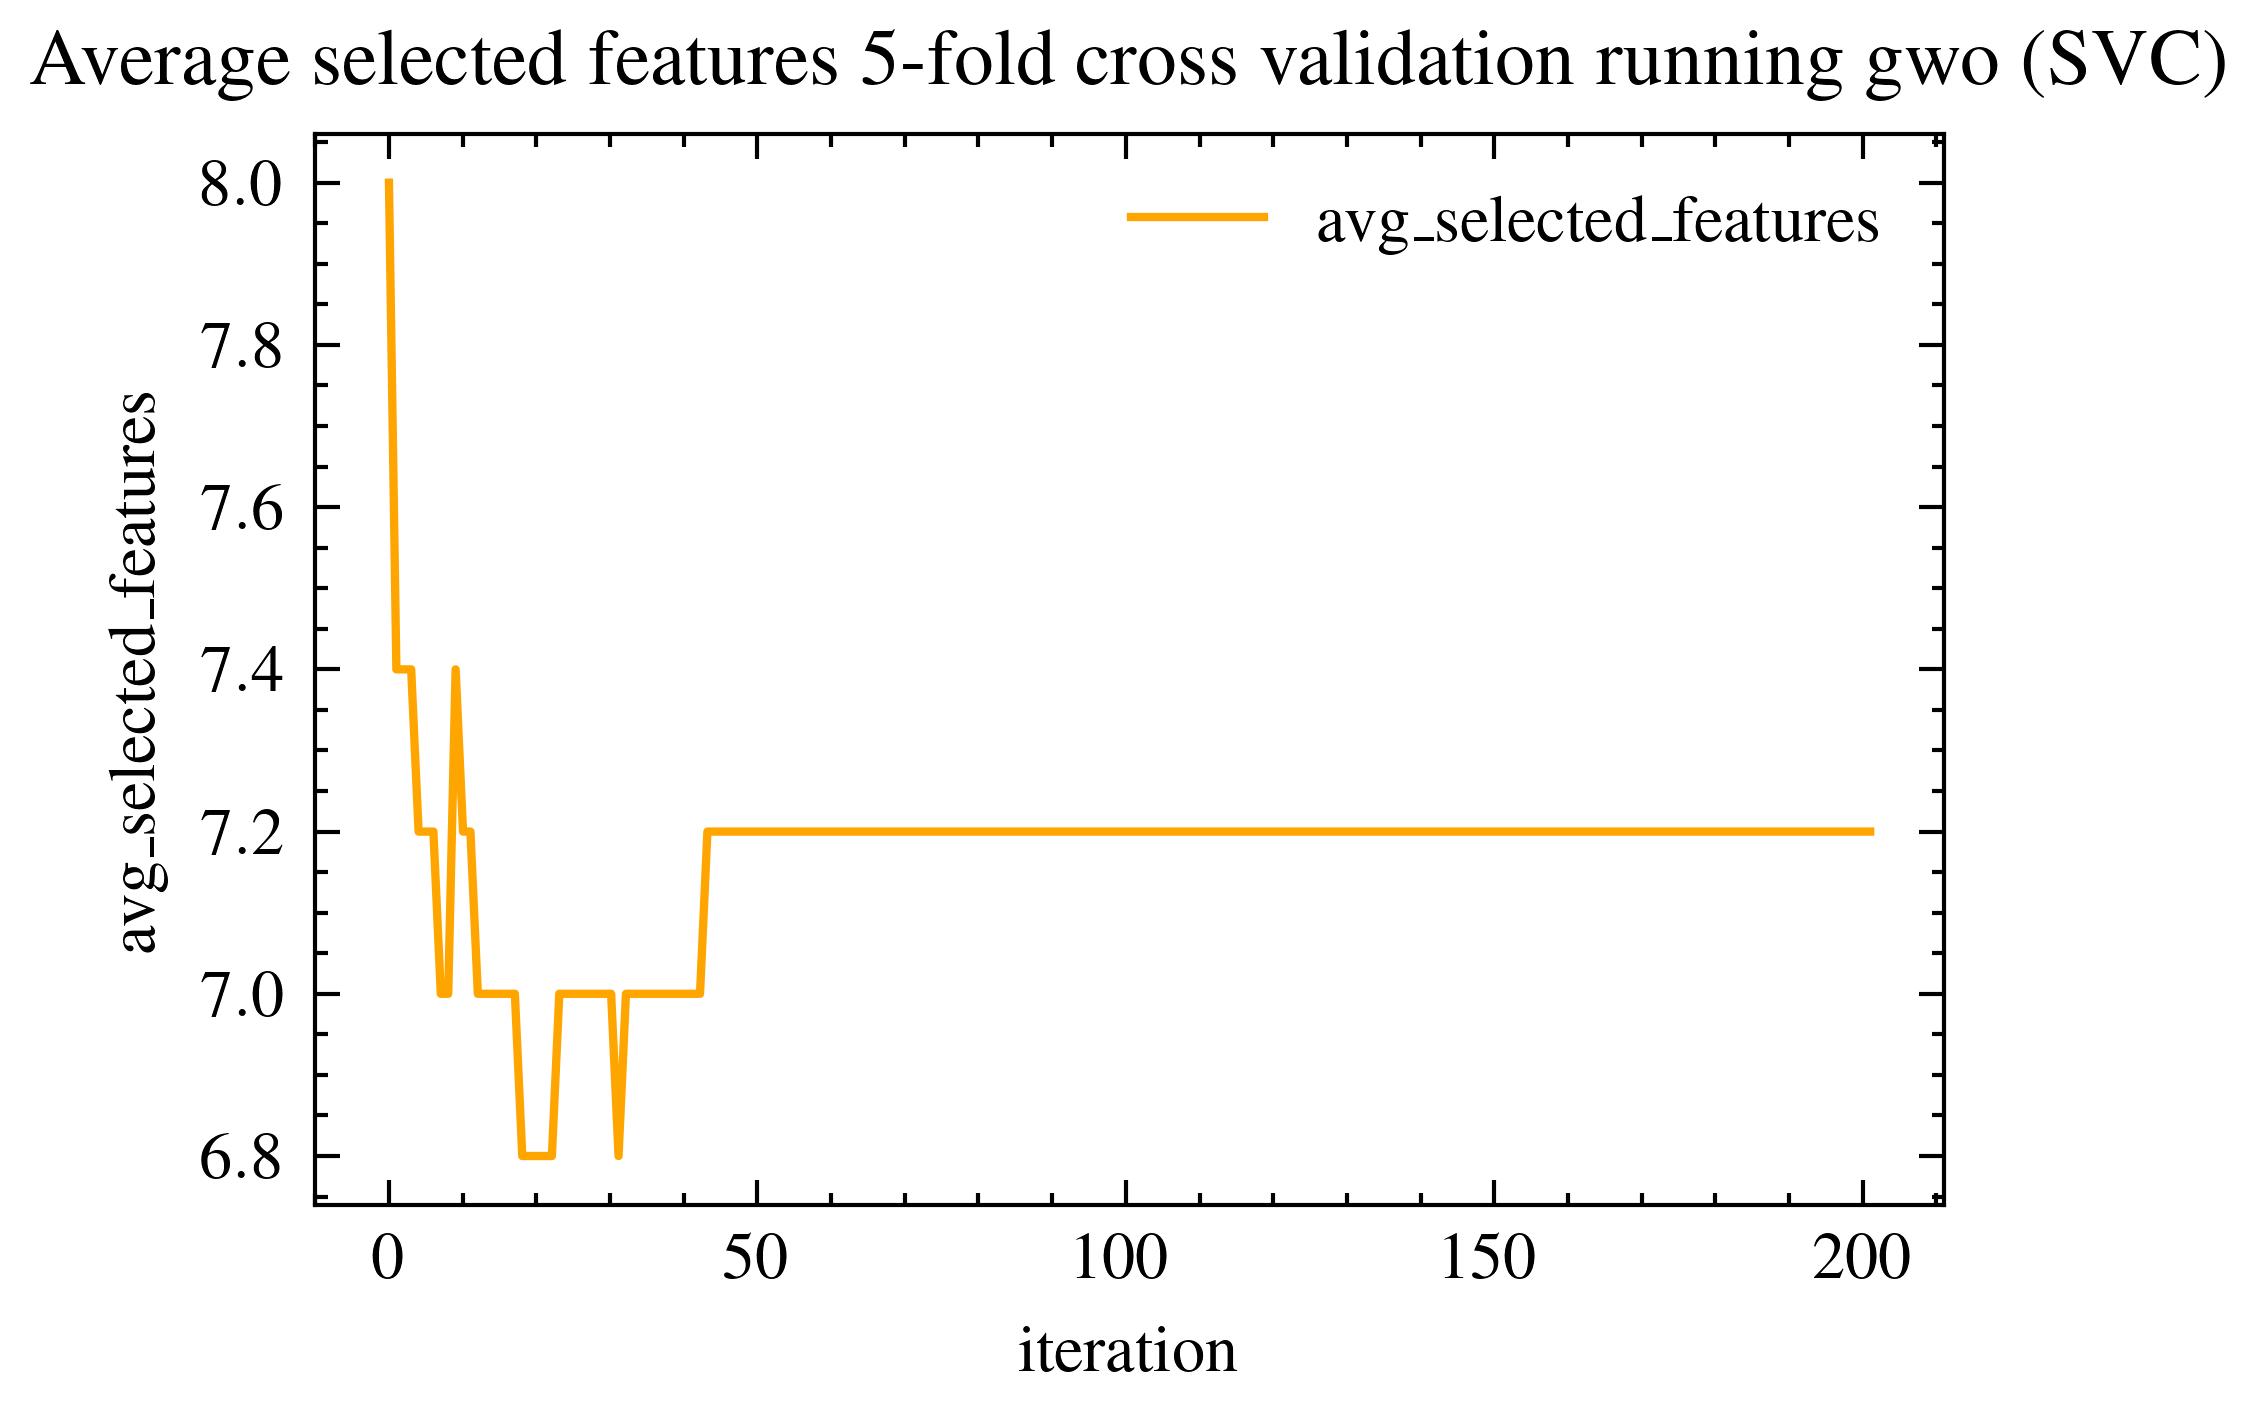 Average selected features 5-fold cross validation running gwo (SVC)
avg_selected_features
8.0
7.8
7.6
7.4
7.2
7.0
6.8
avg_selected_features
0 50 100 150 200
iteration